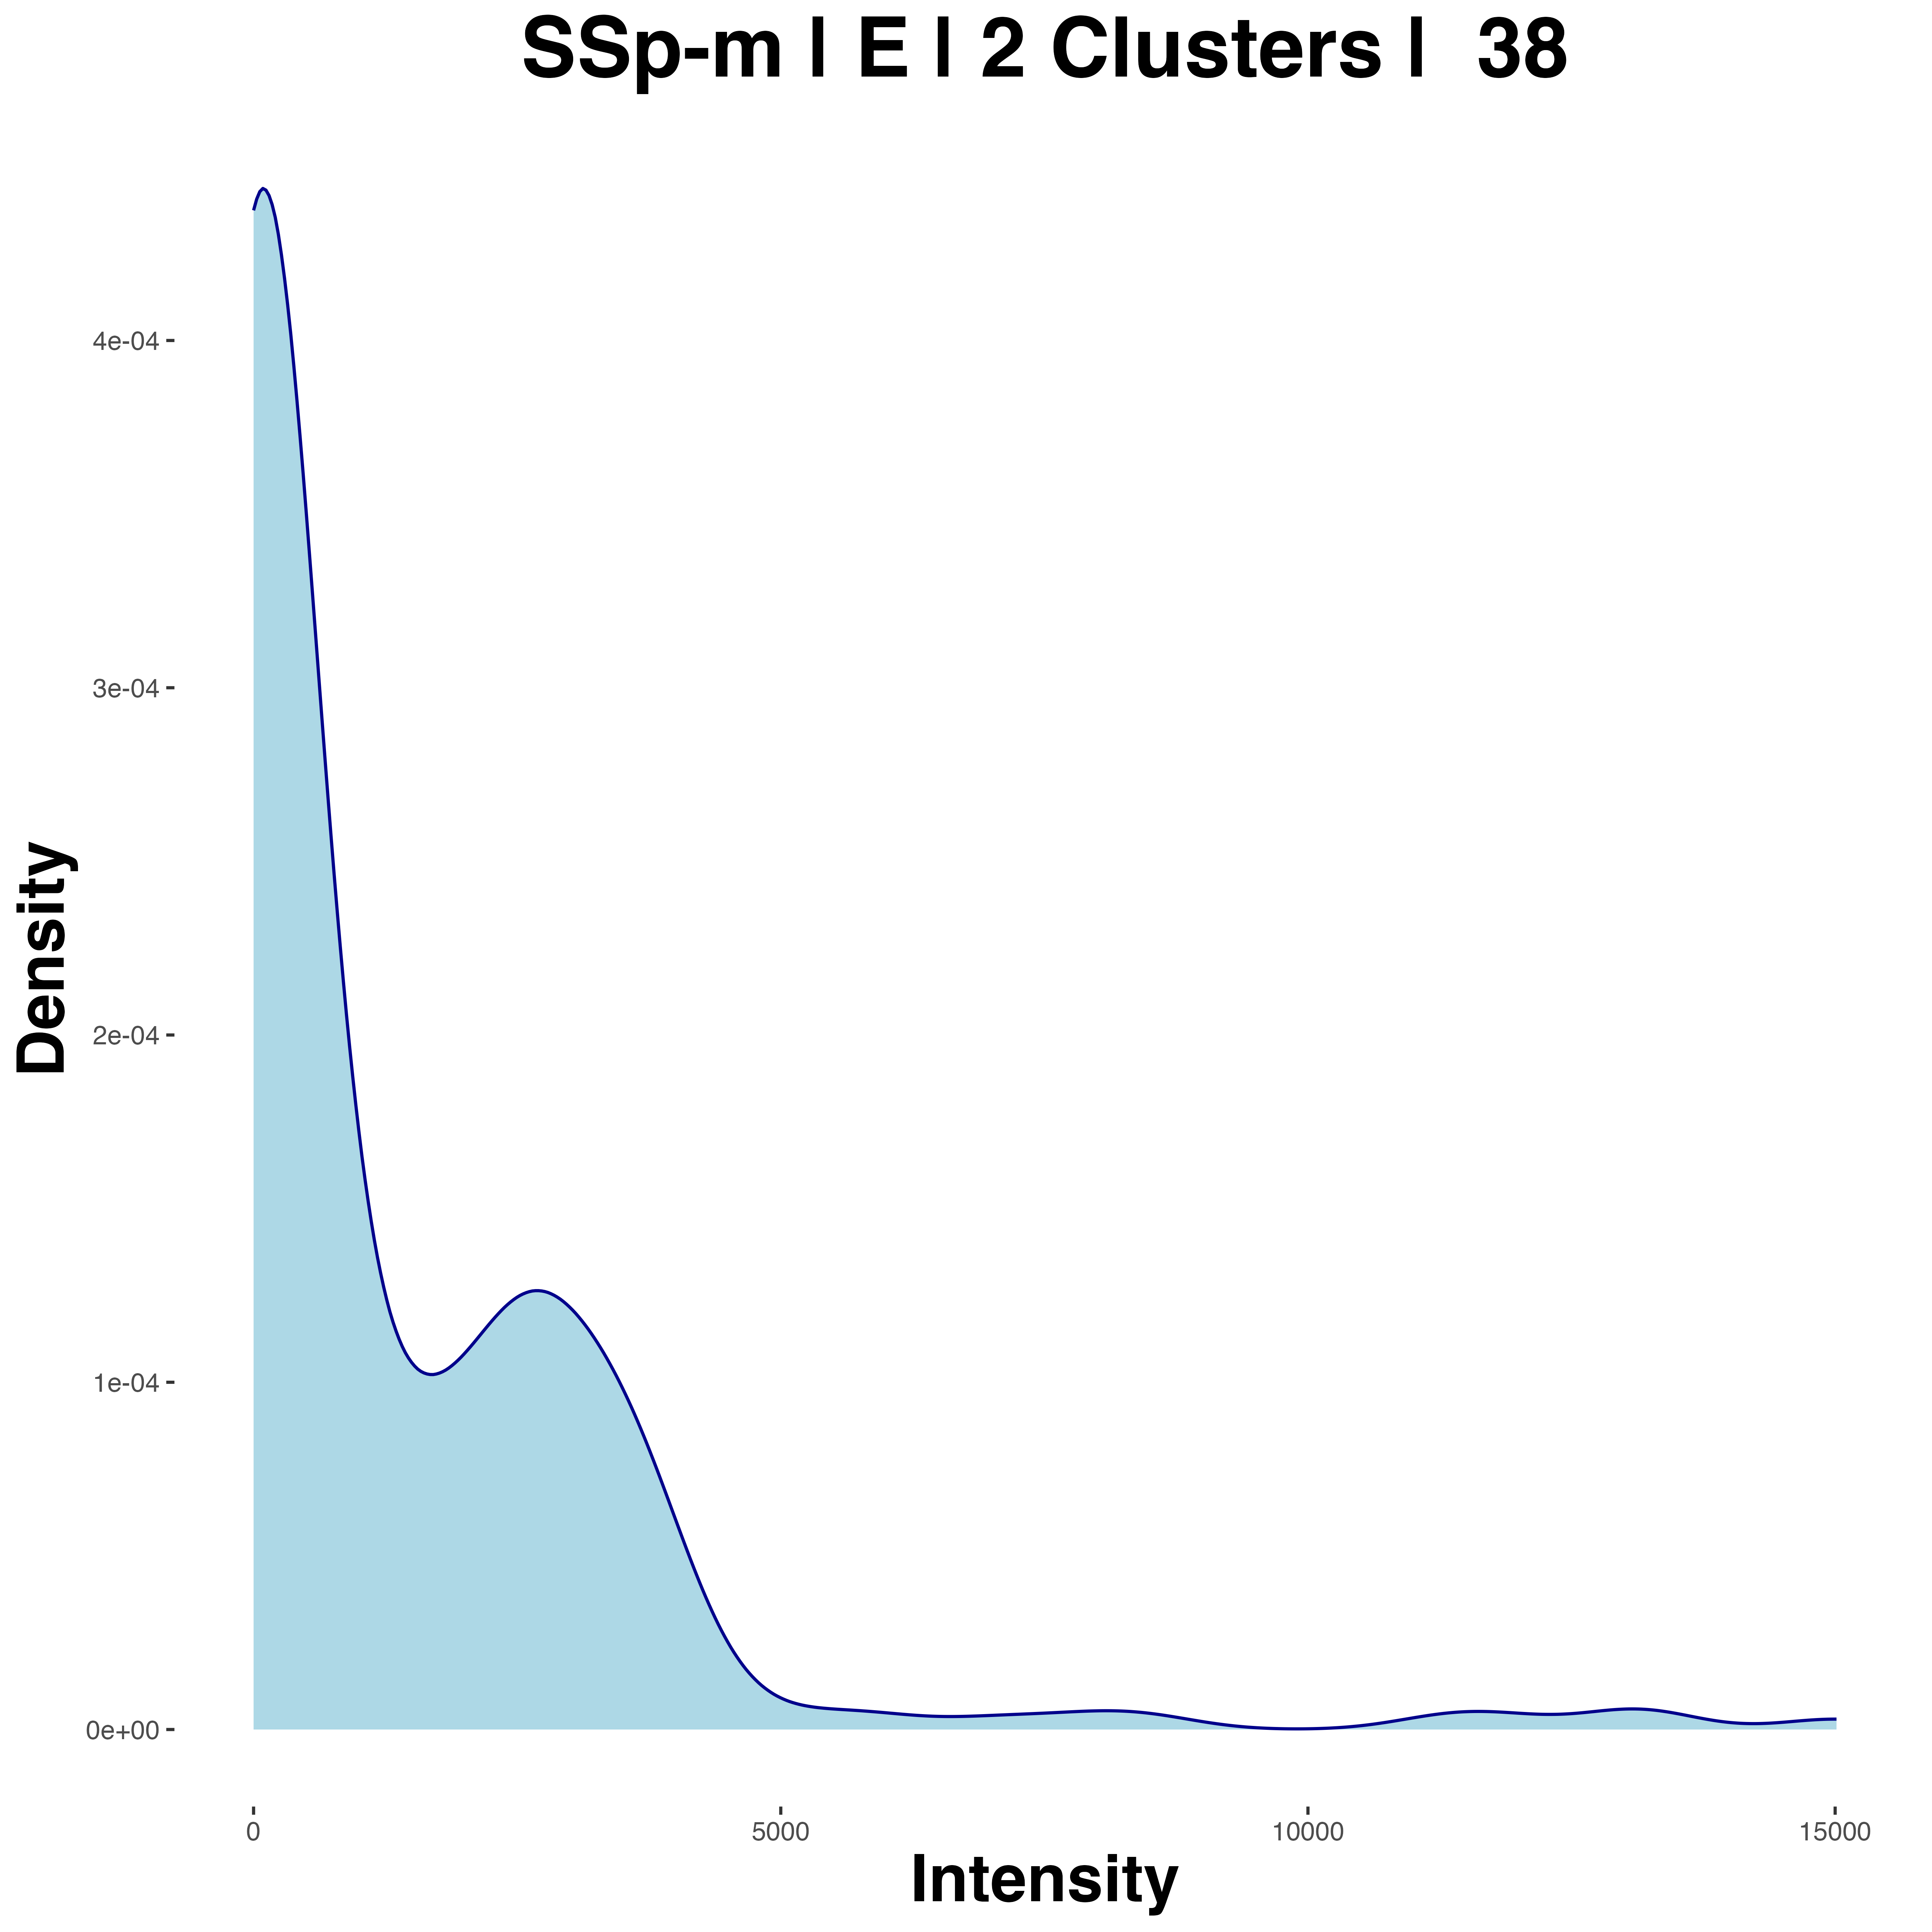 SSp-m | E | 2 Clusters |  38
Density
4e-04
3e-04
2e-04
1e-04
0e+00
0
5000
10000
15000
Intensity